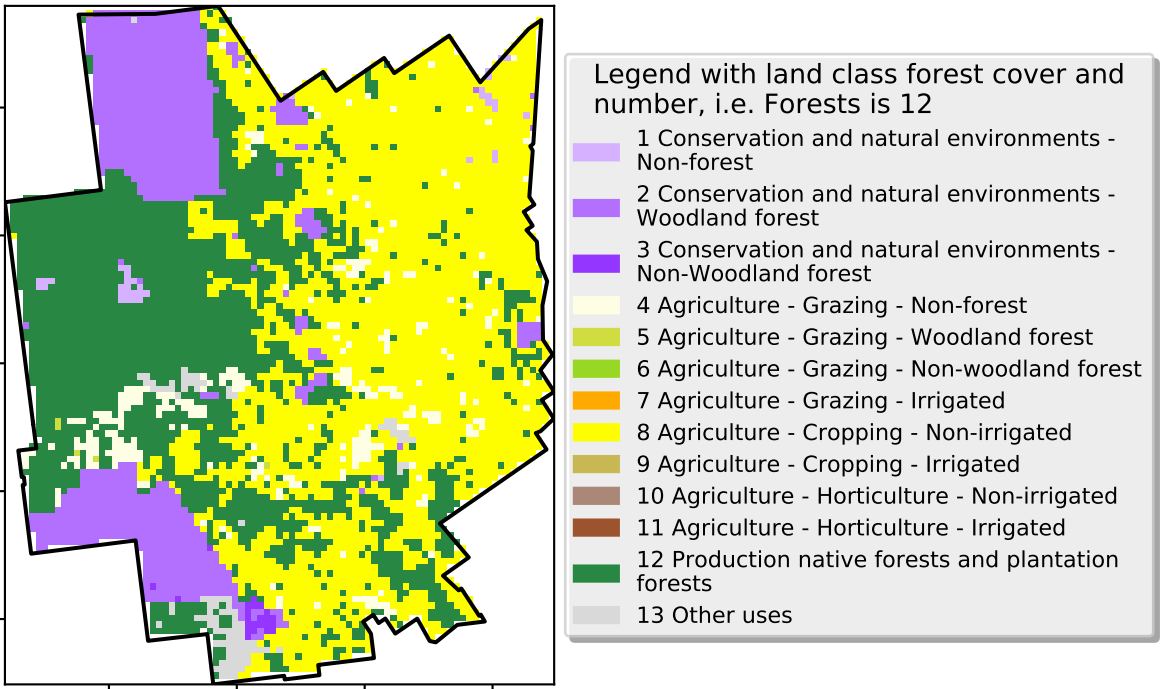 Legend with land class forest cover and
number, i.e. Forests is 12
1 Conservation and natural environments -
Non-forest
2 Conservation and natural environments -
Woodland forest
3 Conservation and natural environments -
Non-Woodland forest
4 Agriculture - Grazing - Non-forest
5 Agriculture - Grazing - Woodland forest
6 Agriculture - Grazing - Non-woodland forest
7 Agriculture - Grazing - Irrigated
8 Agriculture - Cropping - Non-irrigated
9 Agriculture - Cropping - Irrigated
10 Agriculture - Horticulture - Non-irrigated
11 Agriculture - Horticulture - Irrigated
12 Production native forests and plantation
forests
13 Other uses